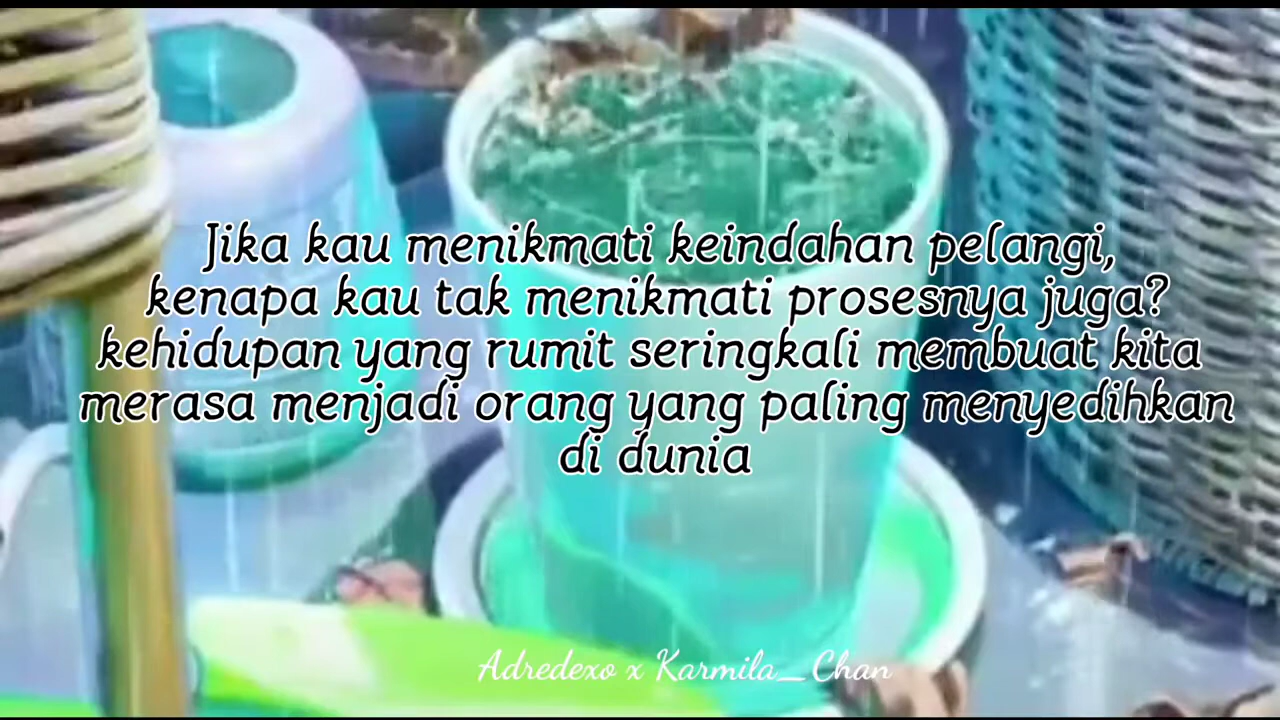 Jika kau menikmati keindahan pelangi,
kenapa kau tak menikmati prosesnya juga?
kehidupan yang rumit seringkali membuat kita
merasa menjadi orang yang paling menyedihkan
di dunia
Adredexo x Karmila_Chan